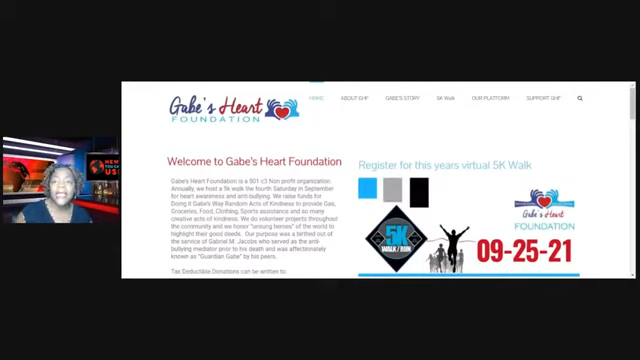 Gabe's Heart
FOUNDATION
HOME ABOUT GHF GABE'S STORY 5K Walk OUR PLATFORM SUPPORT GHF
NEWS
YOU CAN
USE
Welcome to Gabe's Heart Foundation
Gabe's Heart Foundation is a 501 c3 Non profit organization
Annually, we host a 5k walk the fourth Saturday in September
for heart awareness and anti-bullying. We raise funds for
Doing it Gabe's Way Random Acts of Kindness to provide Gas,
Groceries, Food, Clothing, Sports assistance and so many
creative acts of kindness. We do volunteer projects throughout
the community and we honor "unsung heroes" of the world to
highlight their good deeds. Our purpose was a birthed out
of the service of Gabriel M. Jacobs who served as the anti-
bullying mediator prior to his death and was affectionately
known as "Guardian Gabe" by his peers.
Tax Deductible Donations can be written to:
Register for this years virtual 5K Walk
5K
WALK/RUN
Gabe's Heart
FOUNDATION
09-25-21